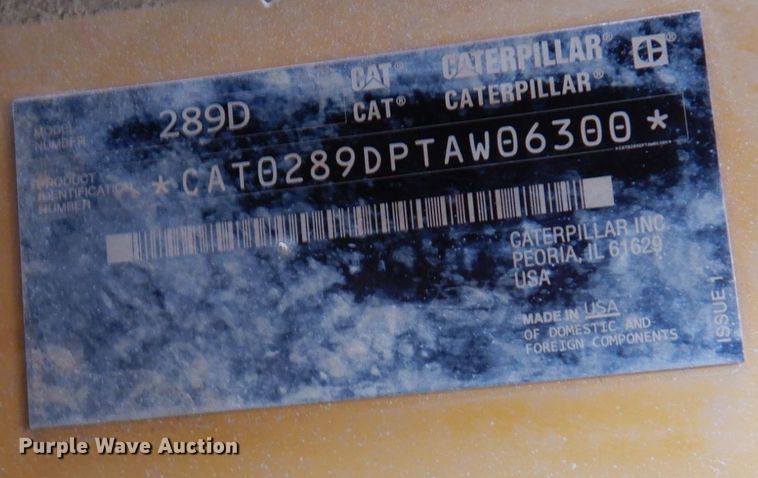 CAT CATERPILLAR®
CAT® CATERPILLAR®
MODEL NUMBER 289D
PRODUCT IDENTIFICATION NUMBER *CAT0289DPTAW06300*
CATERPILLAR INC
PEORIA, IL 61629
USA
MADE IN USA
OF DOMESTIC AND
FOREIGN COMPONENTS
ISSUE 1
Purple Wave Auction